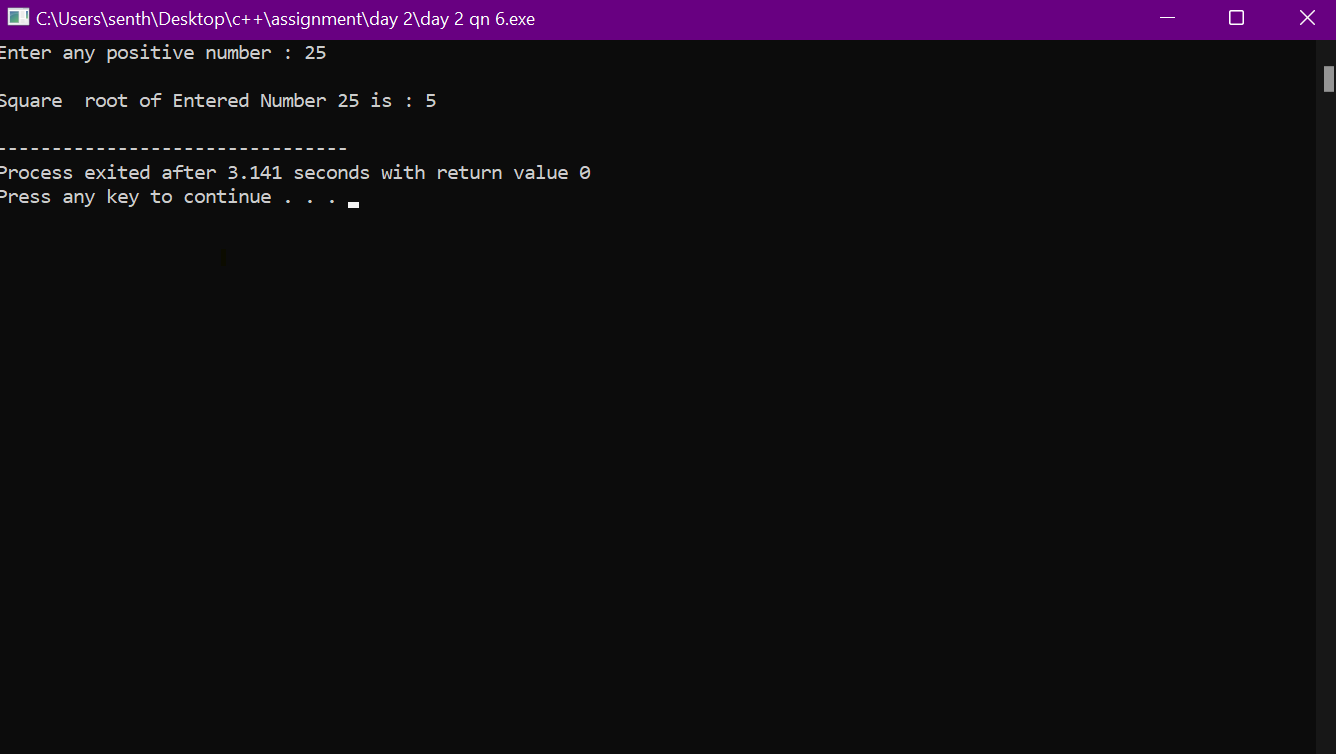 C:\Users\senth\Desktop\c++\assignment\day 2\day 2 qn 6.exe
Enter any positive number : 25
Square  root of Entered Number 25 is : 5
--------------------------------
Process exited after 3.141 seconds with return value 0
Press any key to continue . . .